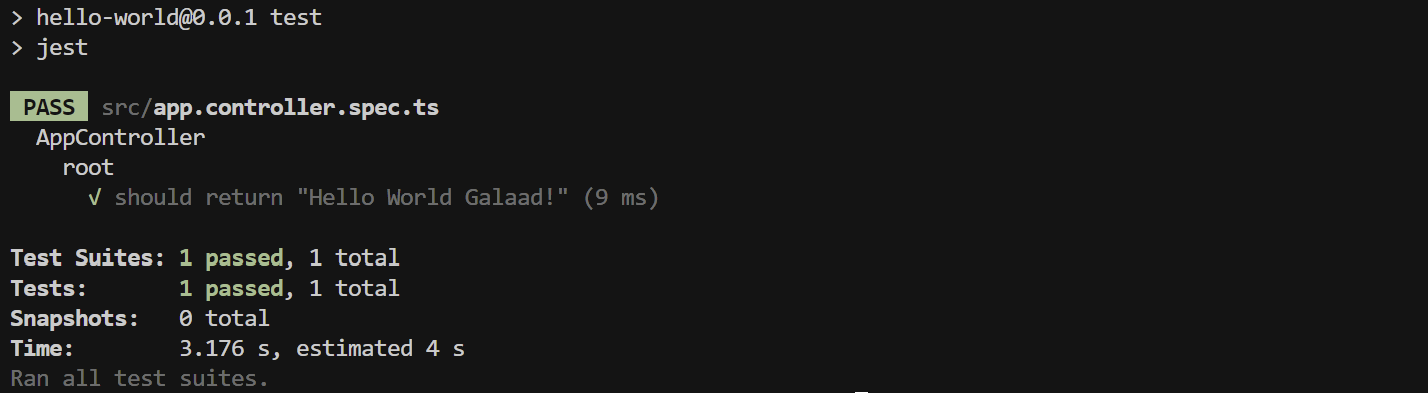 > hello-world@0.0.1 test
> jest
PASS src/app.controller.spec.ts
AppController
root
√ should return "Hello World Galaad!" (9 ms)
Test Suites: 1 passed, 1 total
Tests: 1 passed, 1 total
Snapshots: 0 total
Time: 3.176 s, estimated 4 s
Ran all test suites.